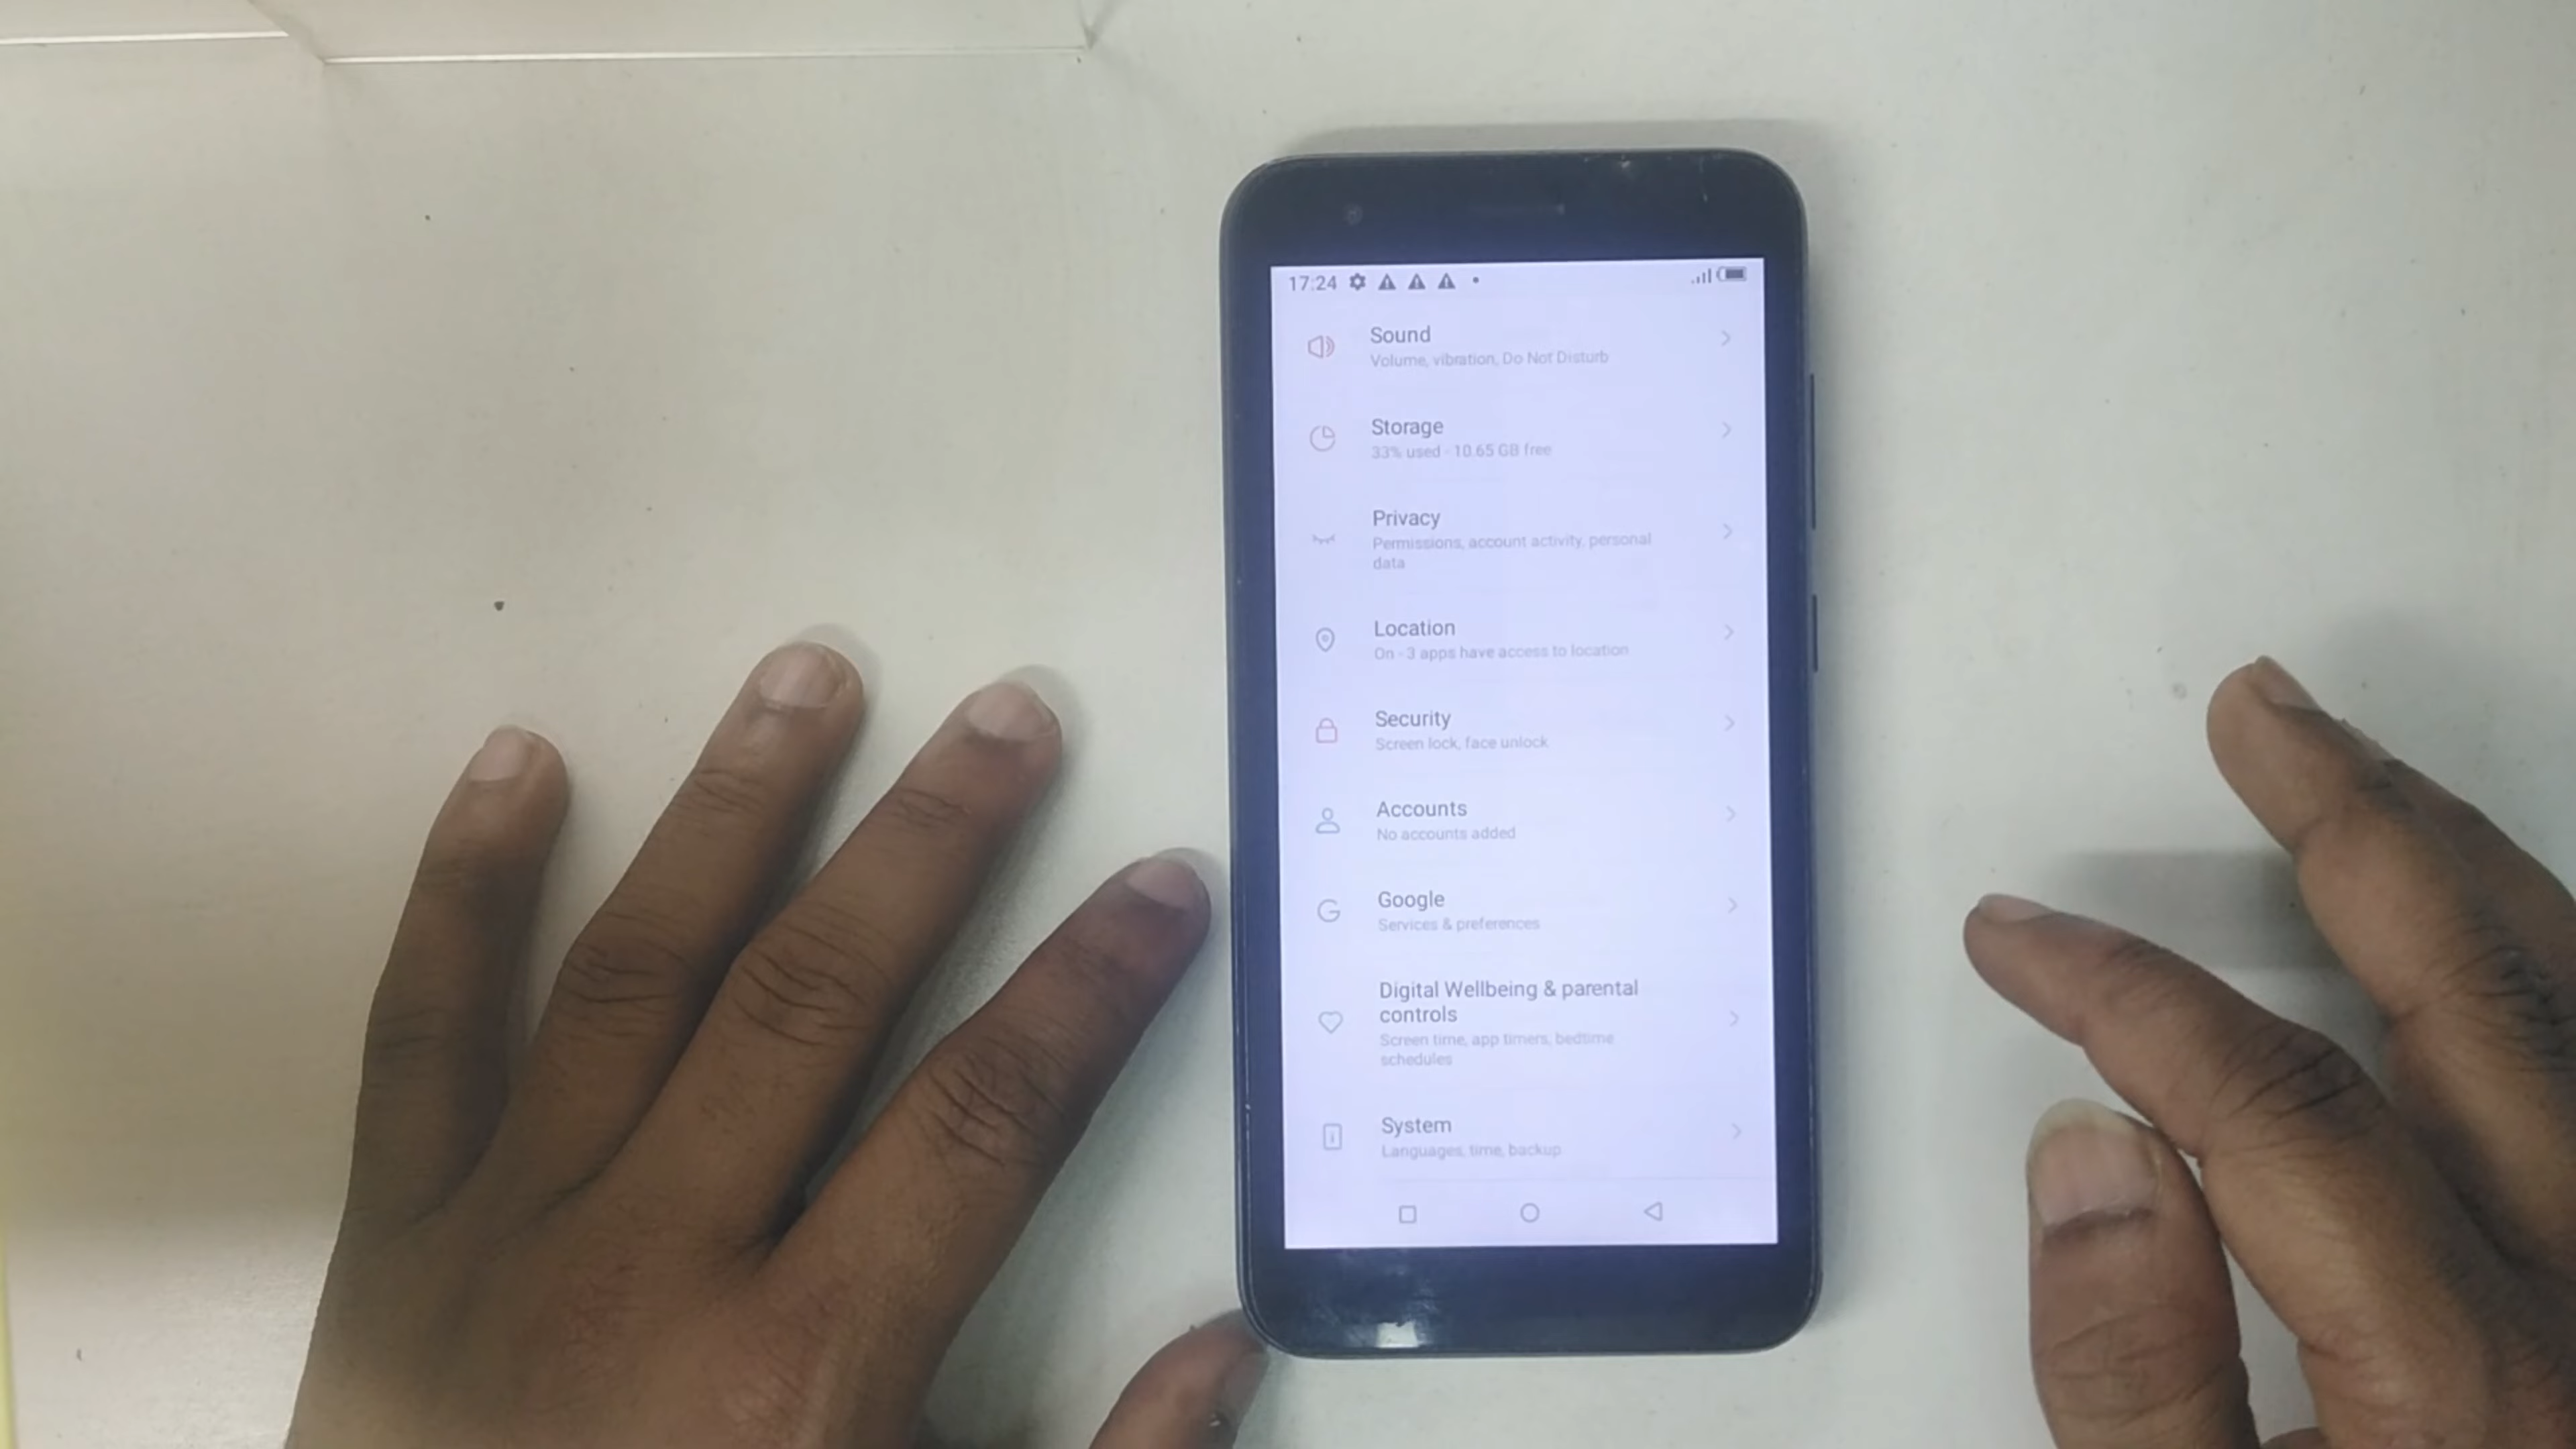 17:24
Sound
Volume, vibration, Do Not Disturb
Storage
33% used - 10.65 GB free
Privacy
Permissions, account activity, personal
data
Location
On - 3 apps have access to location
Security
Screen lock, face unlock
Accounts
No accounts added
Google
Services & preferences
Digital Wellbeing & parental
controls
Screen time, app timers, bedtime
schedules
System
Languages, time, backup